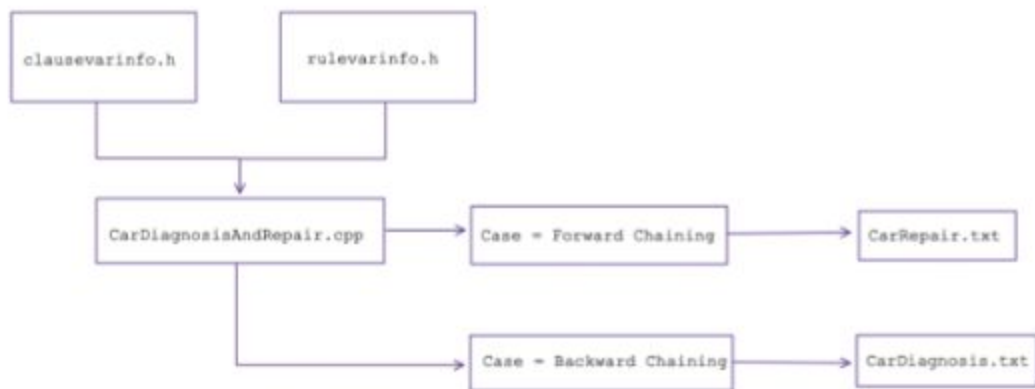 clausevarinfo.h
rulevarinfo.h
CarDiagnosisAndRepair.cpp
Case = Forward Chaining
CarRepair.txt
Case = Backward Chaining
CarDiagnosis.txt